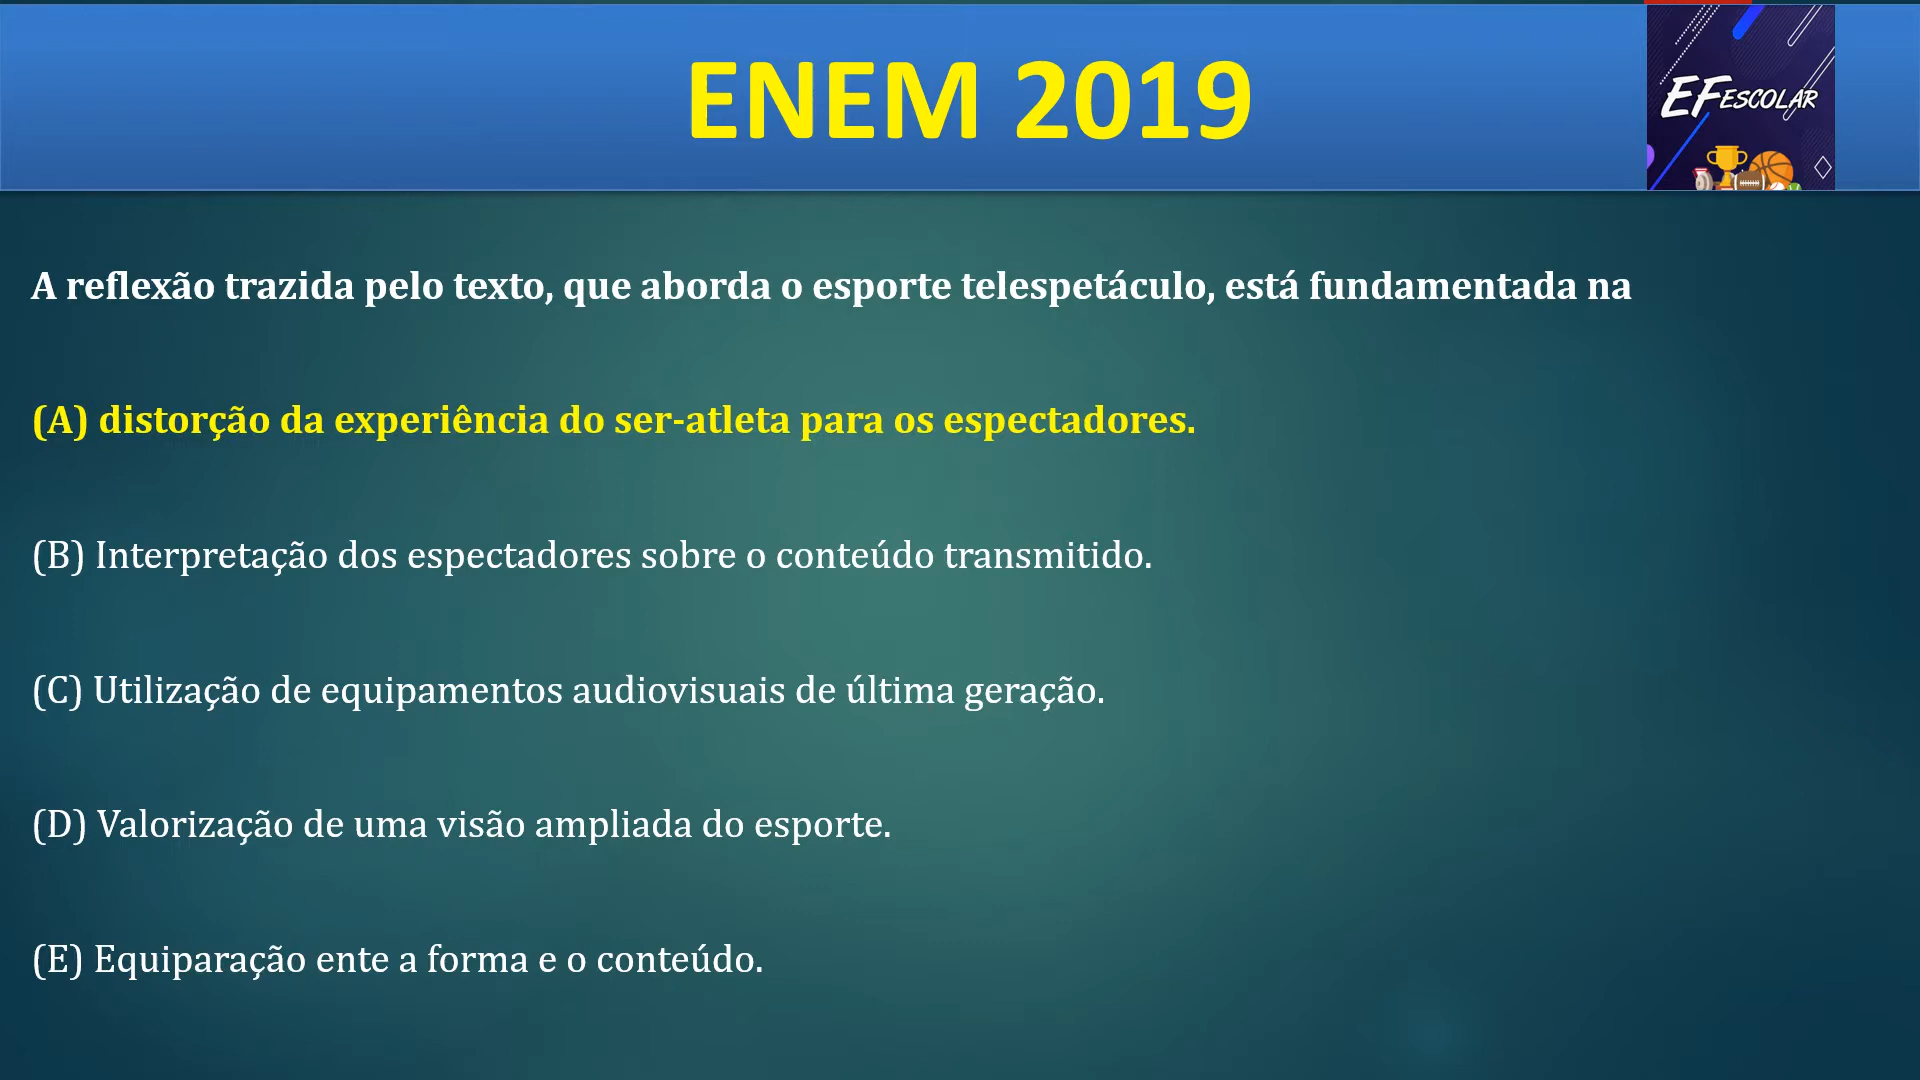 ENEM 2019
EFESCOLAR
A reflexão trazida pelo texto, que aborda o esporte telespetáculo, está fundamentada na
(A) distorção da experiência do ser-atleta para os espectadores.
(B) Interpretação dos espectadores sobre o conteúdo transmitido.
(C) Utilização de equipamentos audiovisuais de última geração.
(D) Valorização de uma visão ampliada do esporte.
(E) Equiparação ente a forma e o conteúdo.